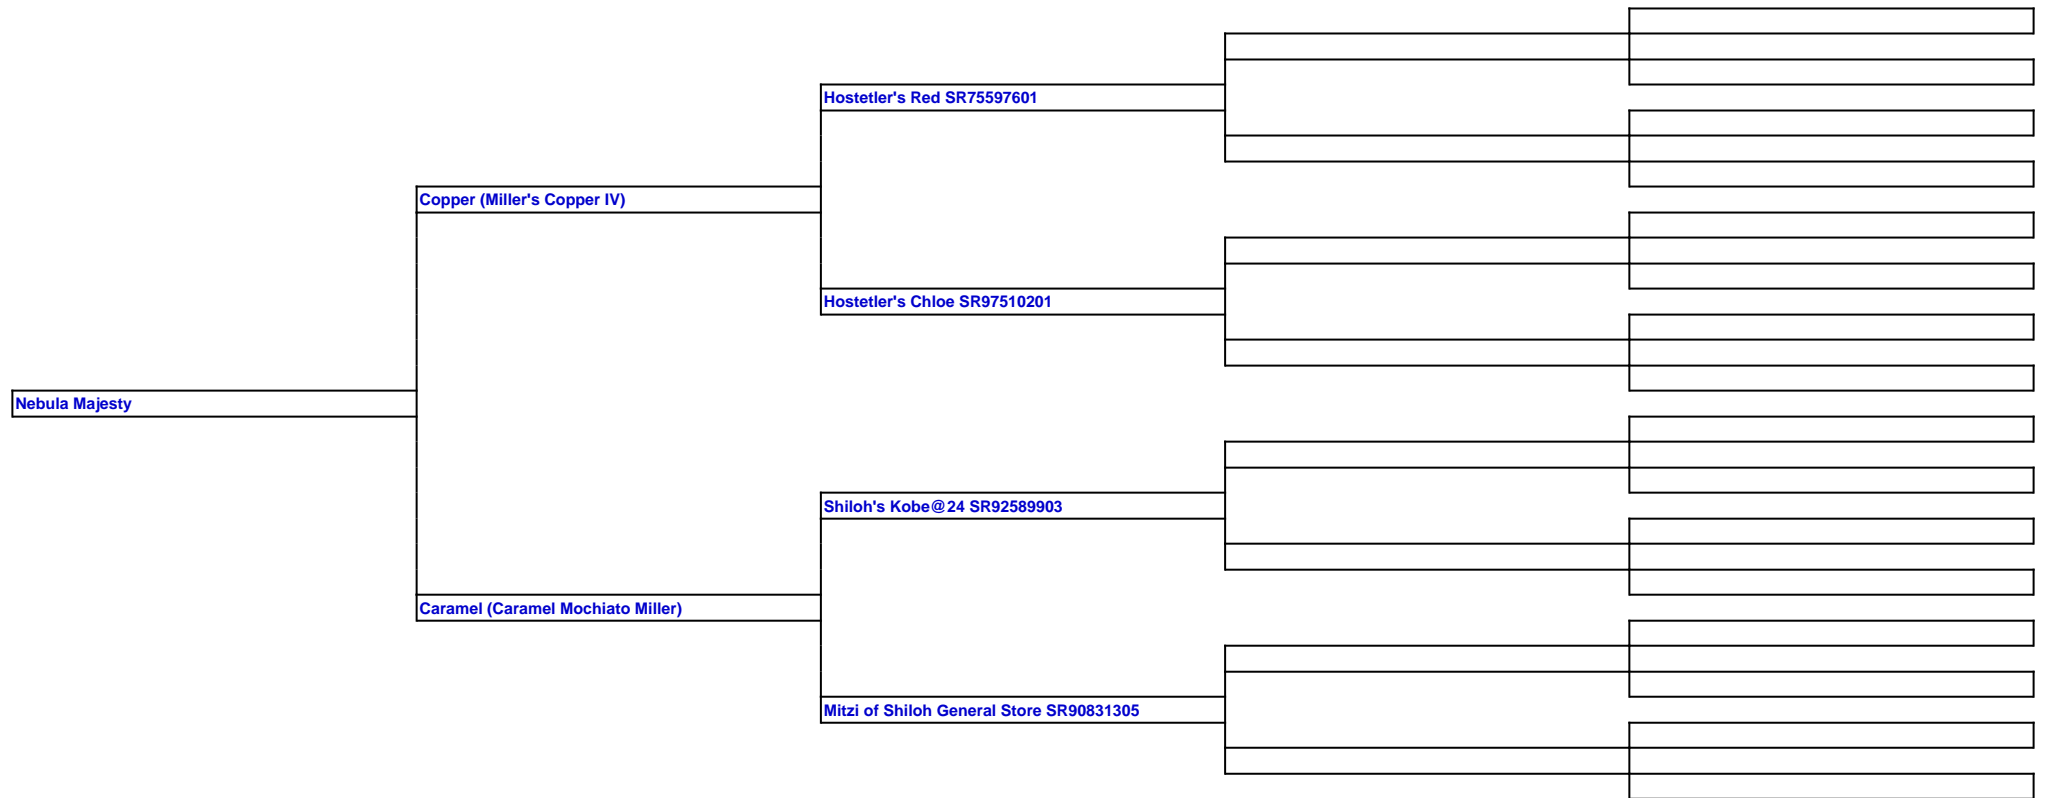 Hostetler's Red SR75597601
Copper (Miller's Copper IV)
Hostetler's Chloe SR97510201
Nebula Majesty
Shiloh's Kobe@24 SR92589903
Caramel (Caramel Mochiato Miller)
Mitzi of Shiloh General Store SR90831305